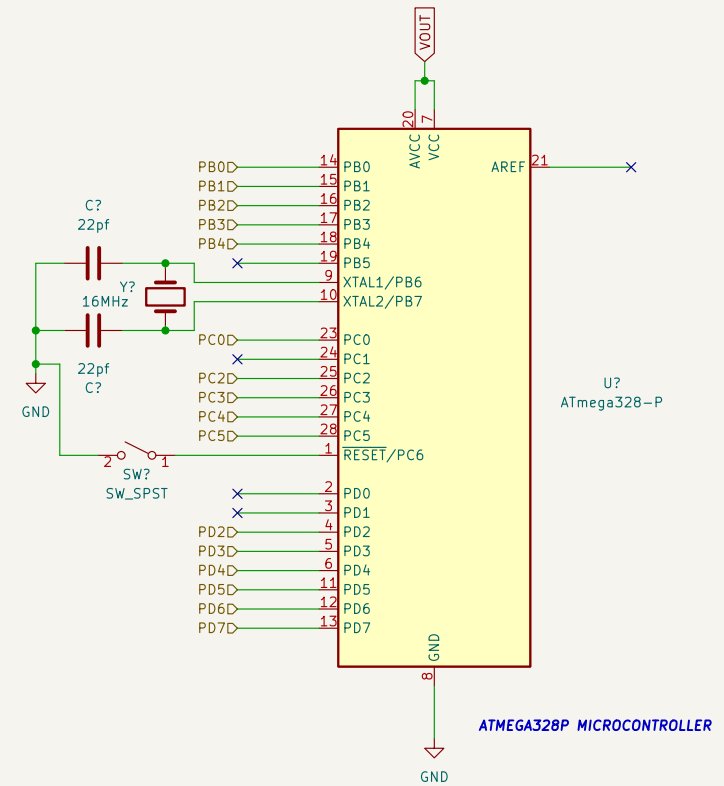 VOUT
20
7
AVCC
VCC
PB0 14 PB0
AREF 21
PB1 15 PB1
PB2 16 PB2
PB3 17 PB3
PB4 18 PB4
19 PB5
C?
22pf
9 XTAL1/PB6
Y?
16MHz
10 XTAL2/PB7
22pf
C?
GND
PC0 23 PC0
24 PC1
PC2 25 PC2
PC3 26 PC3
PC4 27 PC4
PC5 28 PC5
1 RESET/PC6
2 1
SW?
SW_SPST
U?
ATmega328-P
2 PD0
3 PD1
PD2 4 PD2
PD3 5 PD3
PD4 6 PD4
PD5 11 PD5
PD6 12 PD6
PD7 13 PD7
GND
8
GND
ATMEGA328P MICROCONTROLLER